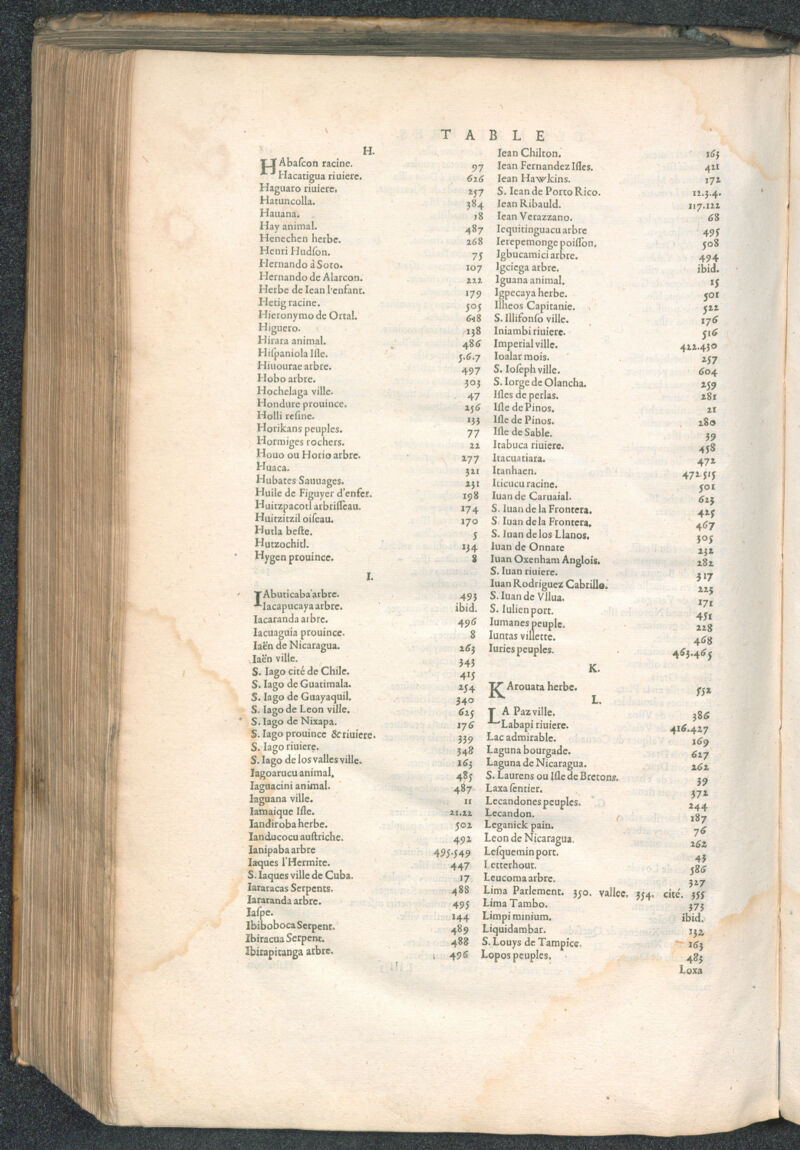 TABLE
H.
HAbaſcon racine. 97
Hacatigua riuiere. 626
Haguaro riuiere. 257
Hatuncolla. 384
Hauana. 18
Hay animal. 487
Henechen herbe. 268
Henri Hudſon. 75
Hernando à Soto. 107
Hernando de Alarcon. 222
Herbe de Iean l'enfant. 179
Hetig racine. 505
Hieronymo de Ortal. 648
Higuero. 138
Hirara animal. 486
Hiſpaniola Iſle. 5.6.7
Hiuourae arbre. 497
Hobo arbre. 303
Hochelaga ville. 47
Hondure prouince. 256
Holli reſine. 133
Horikans peuples. 77
Hormiges rochers. 22
Houo ou Horio arbre. 277
Huaca. 321
Hubates Sauuages. 231
Huile de Figuyer d'enfer. 198
Huitzpacotl arbriſſeau. 174
Huitzitzil oiſeau. 170
Hutla beſte. 5
Hutzochitl. 134
Hygen prouince. 8
I.
IAbuticaba arbre. 493
Iacapucaya arbre. ibid.
Iacaranda arbre. 496
Iacuaguia prouince. 8
Iaën de Nicaragua. 263
Iaën ville. 343
S. Iago cité de Chile. 415
S. Iago de Guatimala. 254
S. Iago de Guayaquil. 340
S. Iago de Leon ville. 625
S. Iago de Nixapa. 176
S. Iago prouince & riuiere. 339
S. Iago riuiere. 348
S. Iago de los valles ville. 163
Iagoarucu animal. 485
Iaguacini animal. 487
Iaguana ville. 11
Iamaique Iſle. 21.22
Iandiroba herbe. 502
Ianducocu auſtriche. 492
Ianipaba arbre 495.549
Iaques l'Hermite. 447
S. Iaques ville de Cuba. 17
Iararacas Serpents. 488
Iararanda arbre. 495
Iaſpe. 144
Ibiboboca Serpent. 489
Ibiracua Serpent. 488
Ibirapitanga arbre. 496
Iean Chilton. 163
Iean Fernandez Iſles. 421
Iean Hawkins. 172
S. Iean de Porto Rico. 12.3.4.
Iean Ribauld. 117.122
Iean Verazzano. 68
Iequitinguacu arbre 495
Ierepemonge poiſſon. 508
Igbucamici arbre. 494
Igciega arbre. ibid.
Iguana animal. 15
Igpecaya herbe. 501
Ilheos Capitanie. 522
S. Illifonſo ville. 176
Iniambi riuiere. 516
Imperial ville. 422.430
Ioalar mois. 257
S. Ioſeph ville. 604
S. Iorge de Olancha. 259
Iſles de perlas. 281
Iſle de Pinos. 21
Iſle de Pinos. 280
Iſle de Sable. 39
Itabuca riuiere. 458
Itacuatiara. 472
Itanhaen. 472.515
Iticucu racine. 501
Iuan de Caruaial. 623
S. Iuan de la Frontera. 425
S. Iuan de la Frontera. 467
S. Iuan de los Llanos. 305
Iuan de Onnate 232
Iuan Oxenham Anglois. 282
S. Iuan riuiere. 317
Iuan Rodriguez Cabrillo. 223
S. Iuan de Vllua. 171
S. Iulien port. 451
Iumanes peuple. 228
Iuntas villette. 468
Iuries peuples. 463.465
K.
KArouata herbe. 552
L.
LA Paz ville. 386
Labapi riuiere. 416.427
Lac admirable. 169
Laguna bourgade. 627
Laguna de Nicaragua. 262
S. Laurens ou Iſle de Bretons. 39
Laxa ſentier. 372
Lecandones peuples. 244
Lecandon. 187
Leganick pain. 76
Leon de Nicaragua. 262
Leſquemin port. 43
Letterhout. 586
Leucoma arbre. 327
Lima Parlement. 350. vallee. 354. cité. 355
Lima Tambo. 373
Limpi minium. ibid.
Liquidambar. 132
S. Louys de Tampice. 163
Lopos peuples. 483
Loxa